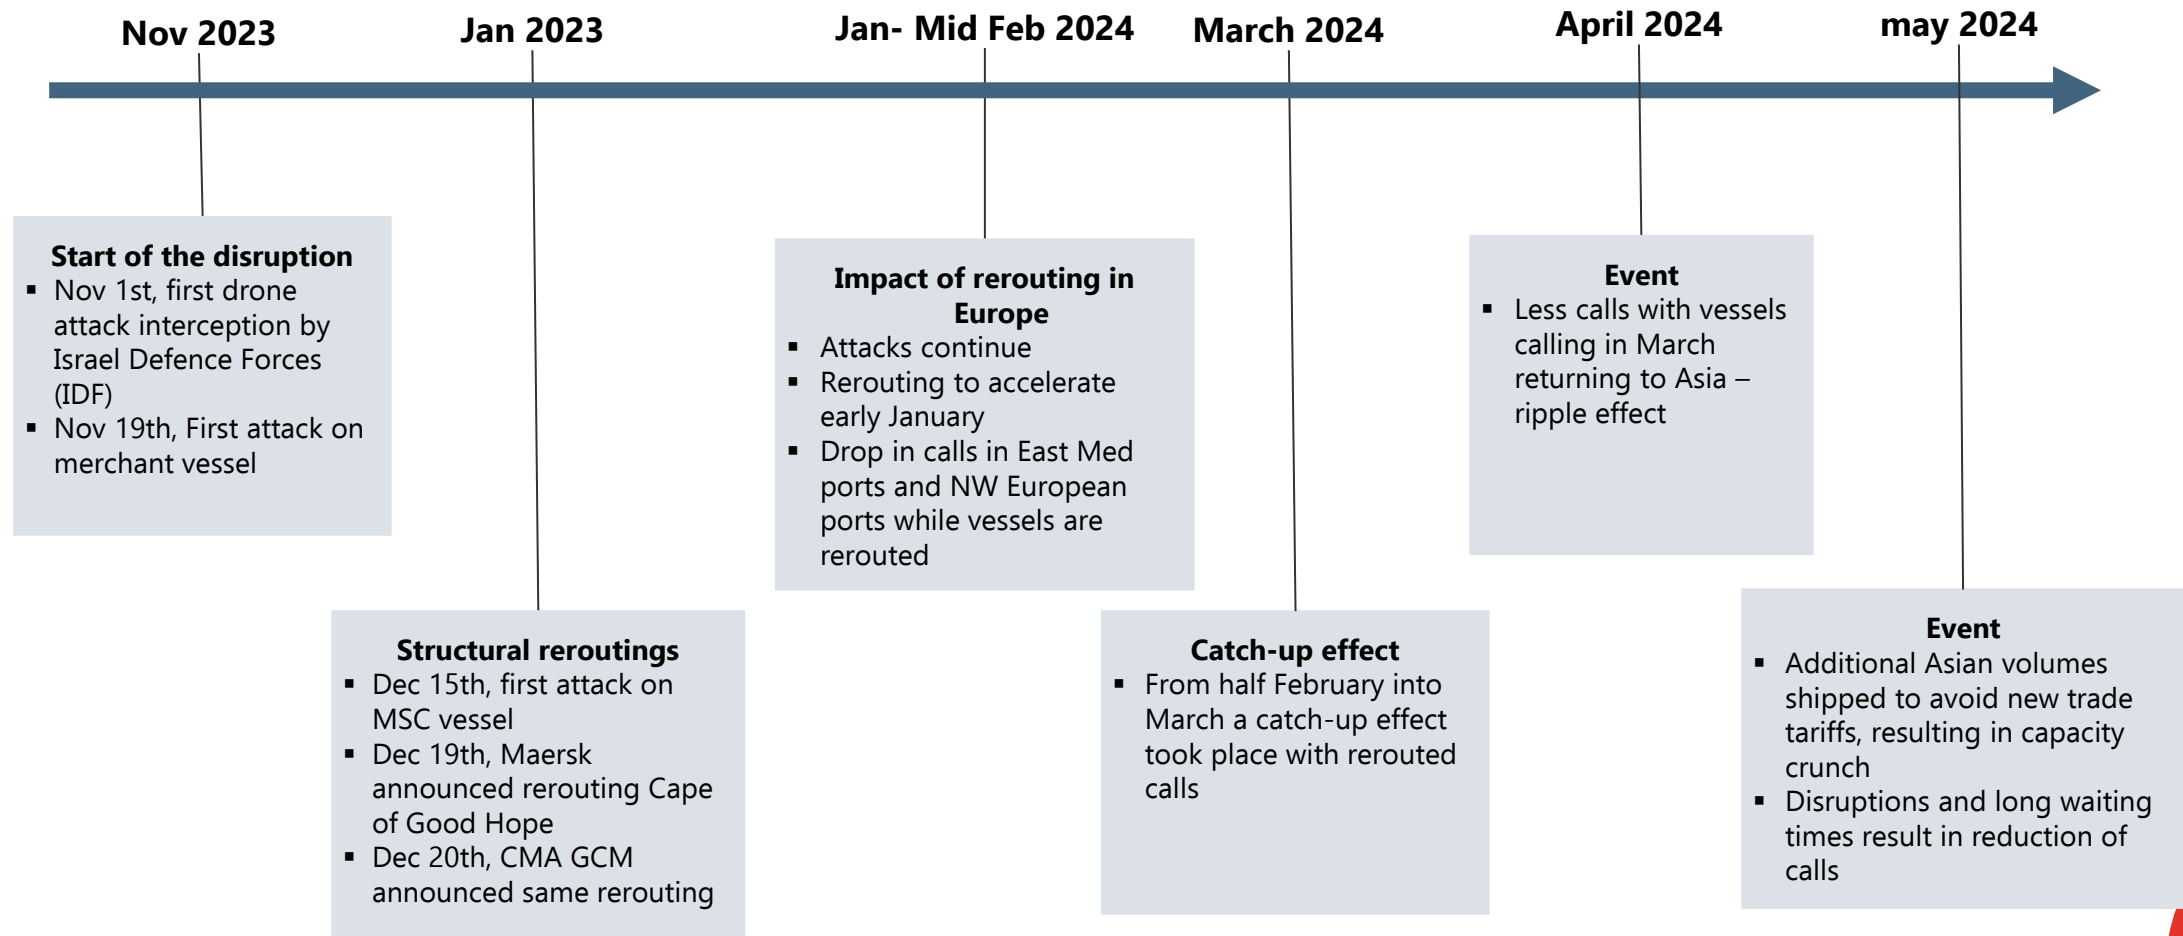 Nov 2023
Jan 2023
Jan- Mid Feb 2024
March 2024
April 2024
may 2024
Start of the disruption
▪ Nov 1st, first drone
attack interception by
Israel Defence Forces
(IDF)
▪ Nov 19th, First attack on
merchant vessel
Structural reroutings
▪ Dec 15th, first attack on
MSC vessel
▪ Dec 19th, Maersk
announced rerouting Cape
of Good Hope
▪ Dec 20th, CMA GCM
announced same rerouting
Impact of rerouting in
Europe
▪ Attacks continue
▪ Rerouting to accelerate
early January
▪ Drop in calls in East Med
ports and NW European
ports while vessels are
rerouted
Catch-up effect
▪ From half February into
March a catch-up effect
took place with rerouted
calls
Event
▪ Less calls with vessels
calling in March
returning to Asia –
ripple effect
Event
▪ Additional Asian volumes
shipped to avoid new trade
tariffs, resulting in capacity
crunch
▪ Disruptions and long waiting
times result in reduction of
calls